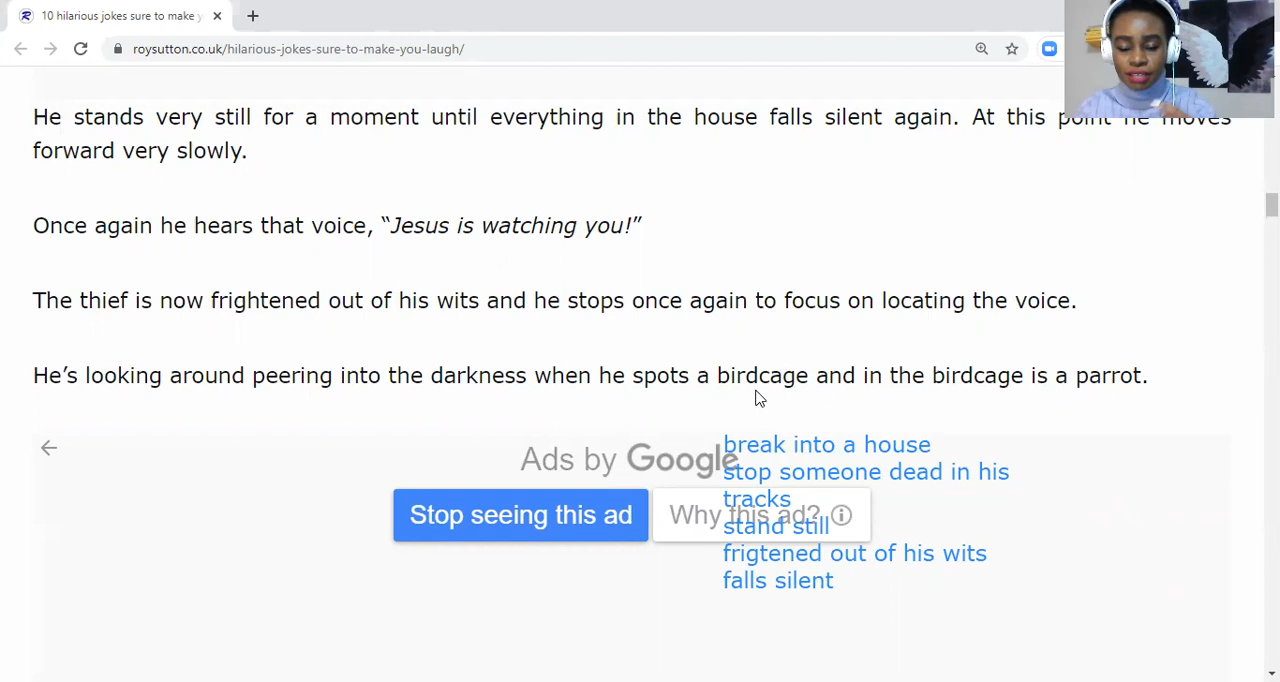 10 hilarious jokes sure to make y
roysutton.co.uk/hilarious-jokes-sure-to-make-you-laugh/
He stands very still for a moment until everything in the house falls silent again. At this point he moves
forward very slowly.
Once again he hears that voice, “Jesus is watching you!”
The thief is now frightened out of his wits and he stops once again to focus on locating the voice.
He’s looking around peering into the darkness when he spots a birdcage and in the birdcage is a parrot.
Ads by Google
Stop seeing this ad
Why this ad?
break into a house
stop someone dead in his
tracks
stand still
frigtened out of his wits
falls silent